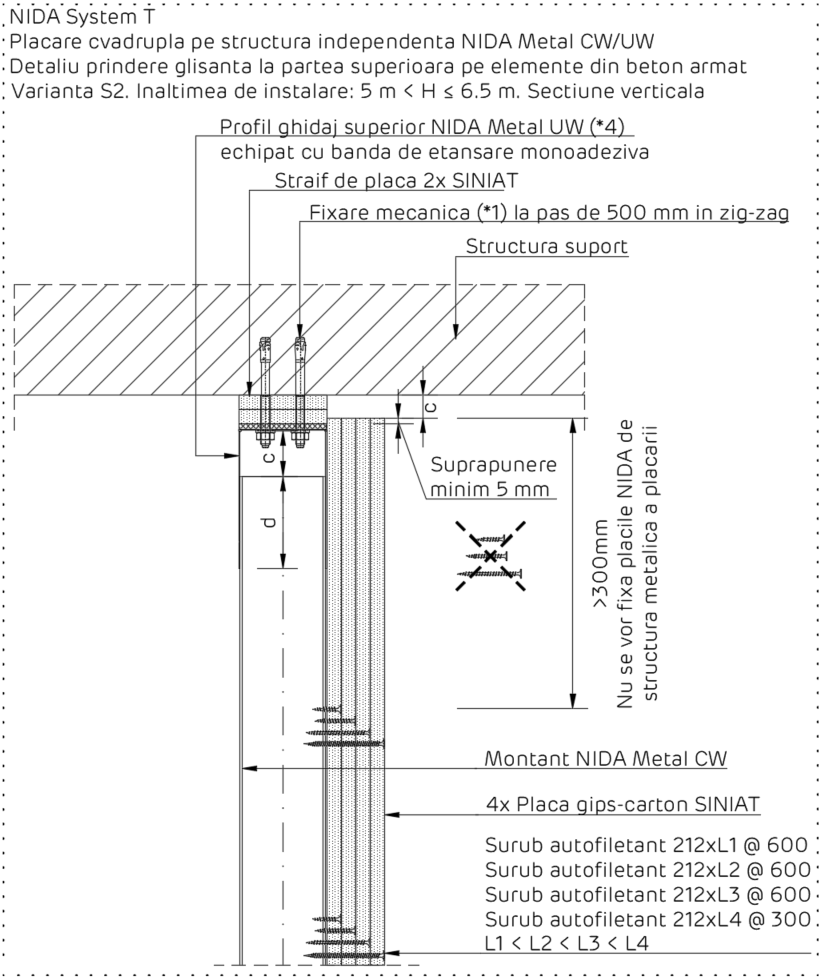 NIDA System T
Placare cvadrupla pe structura independenta NIDA Metal CW/UW
Detaliu prindere glisanta la partea superioara pe elemente din beton armat
Varianta S2. Inaltimea de instalare: 5 m < H ≤ 6.5 m. Sectiune verticala
Profil ghidaj superior NIDA Metal UW (*4)
echipat cu banda de etansare monoadeziva
Straif de placa 2x SINIAT
Fixare mecanica (*1) la pas de 500 mm in zig-zag
Structura suport
c
c
d
Suprapunere
minim 5 mm
>300mm
Nu se vor fixa placile NIDA de
structura metalica a placarii
Montant NIDA Metal CW
4x Placa gips-carton SINIAT
Surub autofiletant 212xL1 @ 600
Surub autofiletant 212xL2 @ 600
Surub autofiletant 212xL3 @ 600
Surub autofiletant 212xL4 @ 300
L1 < L2 < L3 < L4